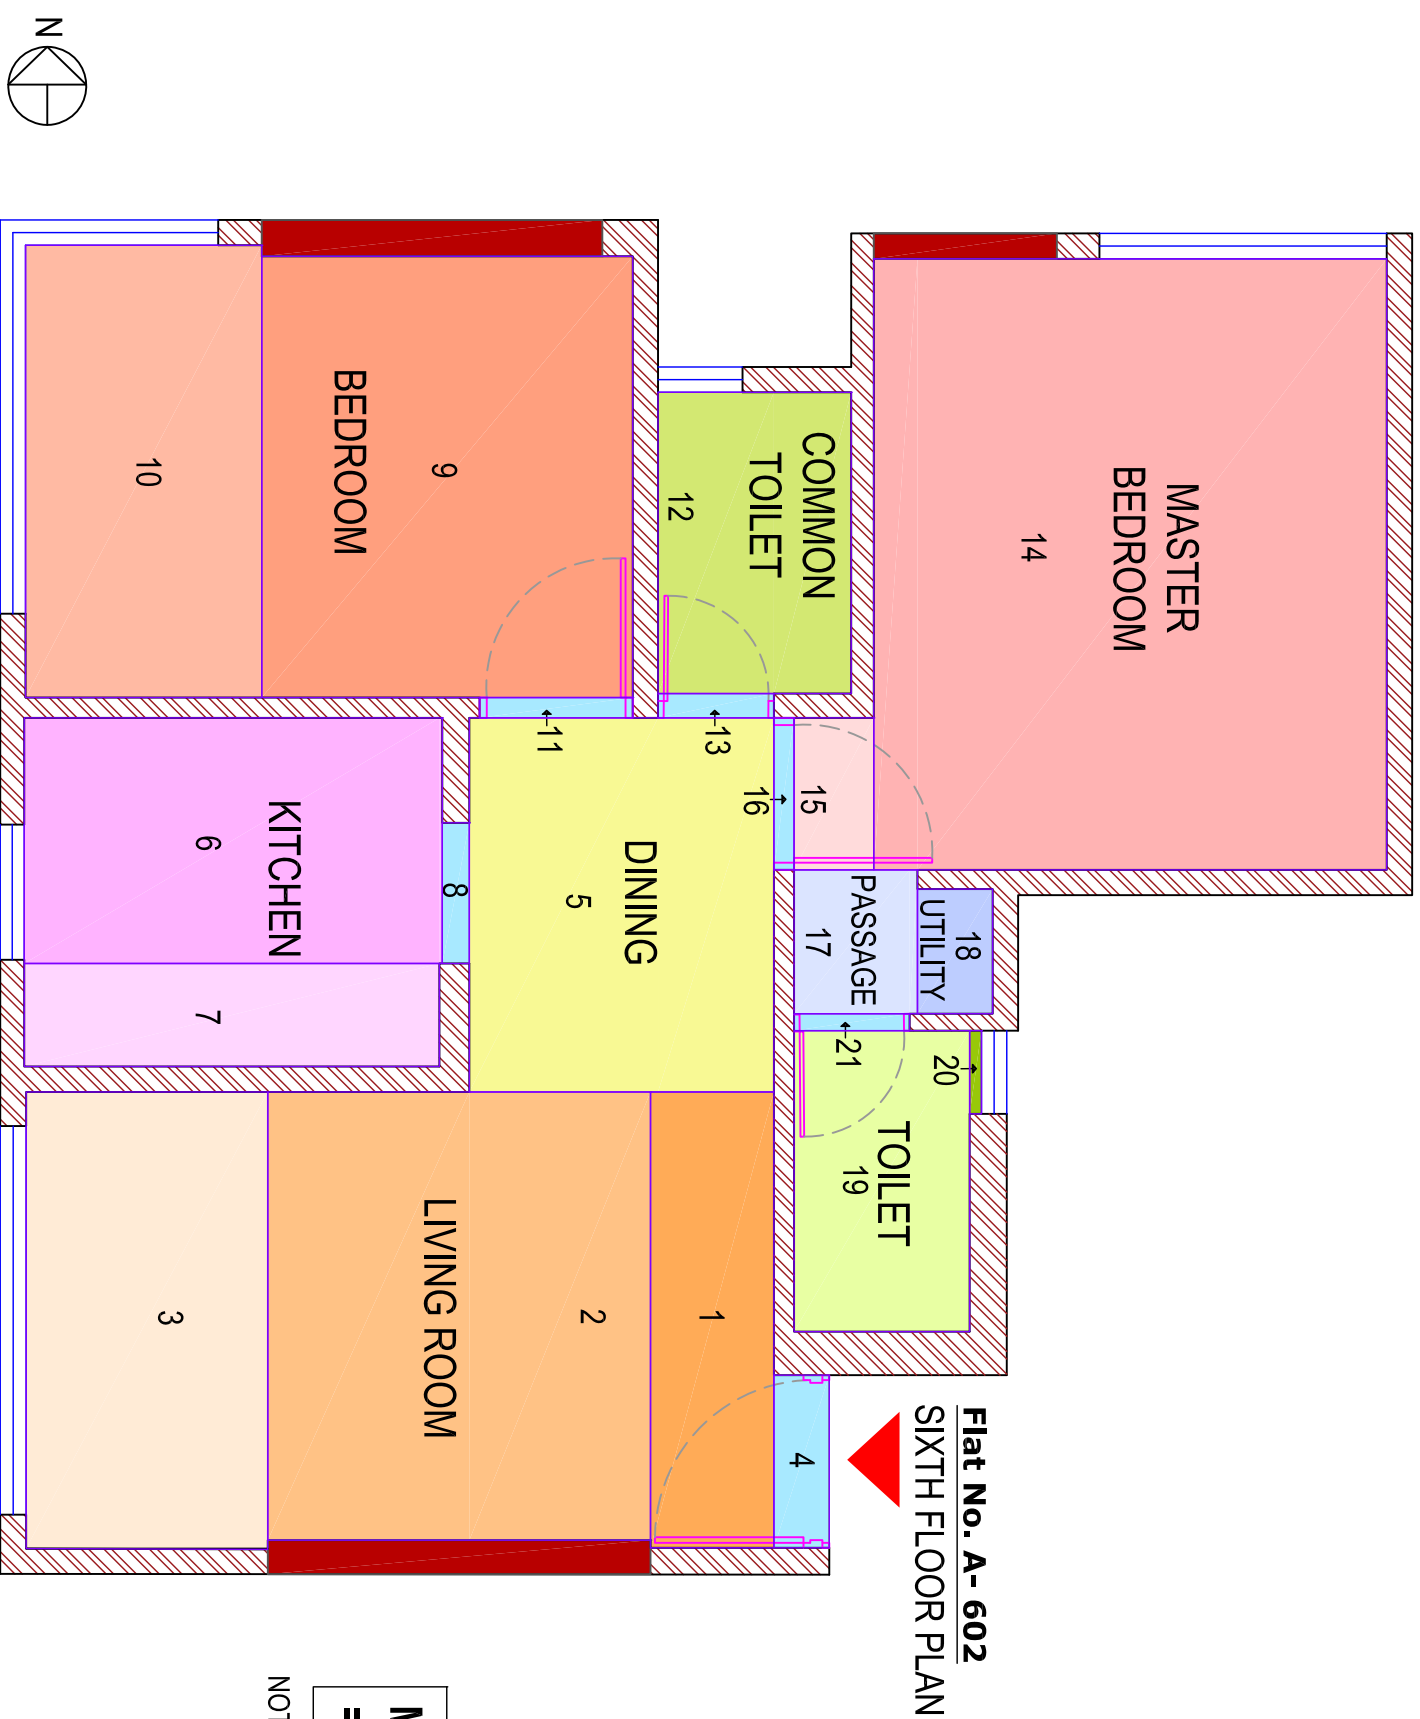 N
MASTER
BEDROOM
14
COMMON
TOILET
12
BEDROOM
9
10
11
13
15
16
DINING
5
KITCHEN
6
8
7
PASSAGE
17
UTILITY
18
21
20
TOILET
19
LIVING ROOM
1
2
3
4
Flat No. A- 602
SIXTH FLOOR PLAN
=
NOT